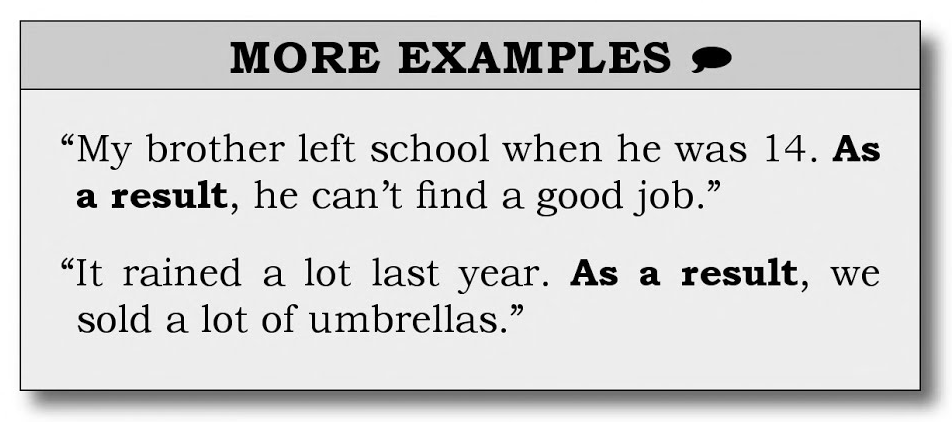 MORE EXAMPLES
“My brother left school when he was 14. As
a result, he can’t find a good job.”
“It rained a lot last year. As a result, we
sold a lot of umbrellas.”